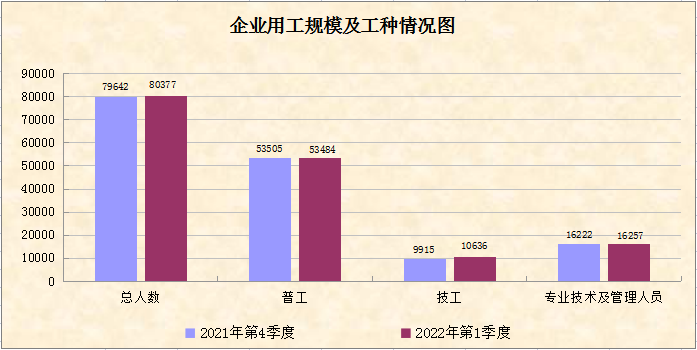 企业用工规模及工种情况图
90000
80000
70000
60000
50000
40000
30000
20000
10000
0
79642
80377
53505
53484
9915
10636
16222
16257
总人数
普工
技工
专业技术及管理人员
2021年第4季度
2022年第1季度